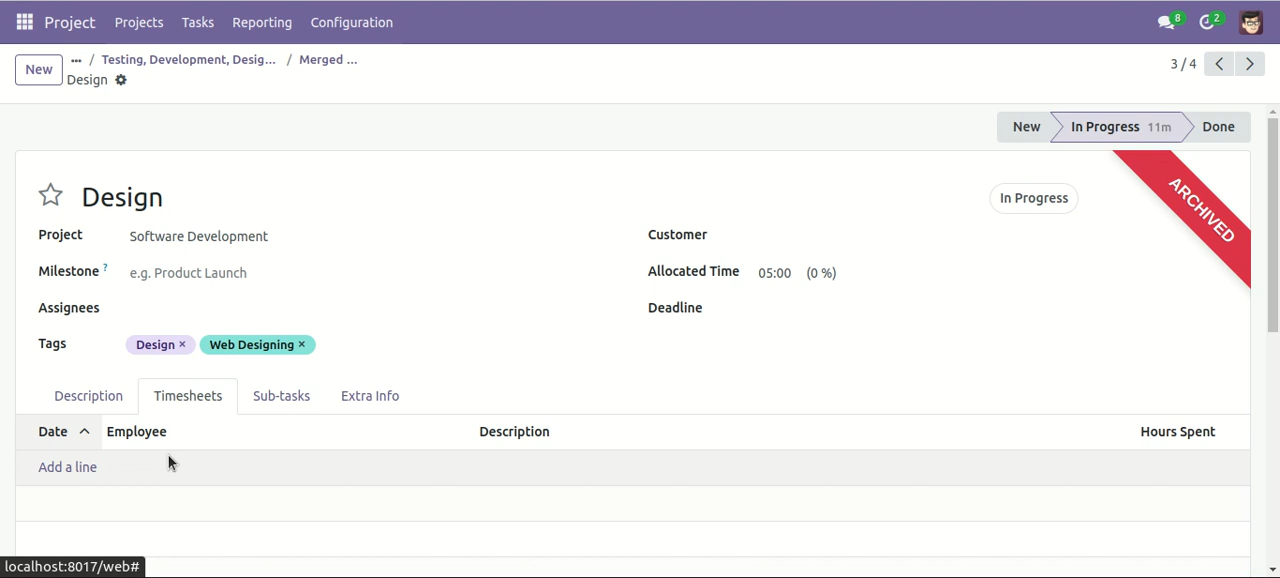 Project Projects Tasks Reporting Configuration 8 2
New ... / Testing, Development, Desig... / Merged ... 3 / 4
Design
New In Progress 11m Done
ARCHIVED
Design In Progress
Project Software Development Customer
Milestone ? e.g. Product Launch Allocated Time 05:00 (0 %)
Assignees Deadline
Tags Design × Web Designing ×
Description Timesheets Sub-tasks Extra Info
Date Employee Description Hours Spent
Add a line
localhost:8017/web#